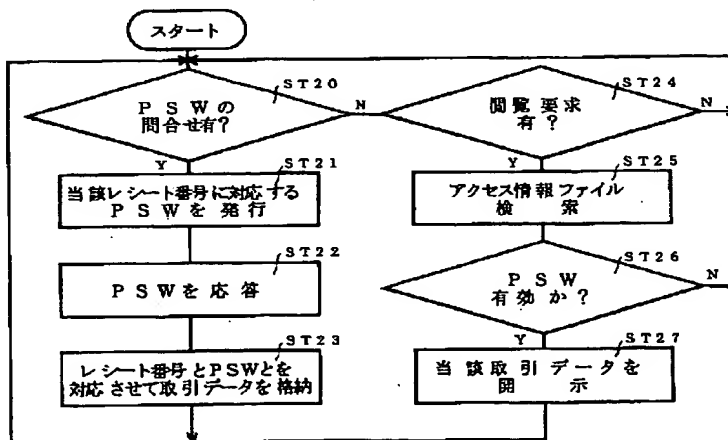 スタート
ST20
PSWの
問合せ有?
N
Y
ST21
当該レシート番号に対応する
PSWを発行
ST22
PSWを応答
ST23
レシート番号とPSWとを
対応させて取引データを格納
ST24
閲覧要求
有?
N
Y
ST25
アクセス情報ファイル
検索
ST26
PSW
有効か?
N
Y
ST27
当該取引データを
開示